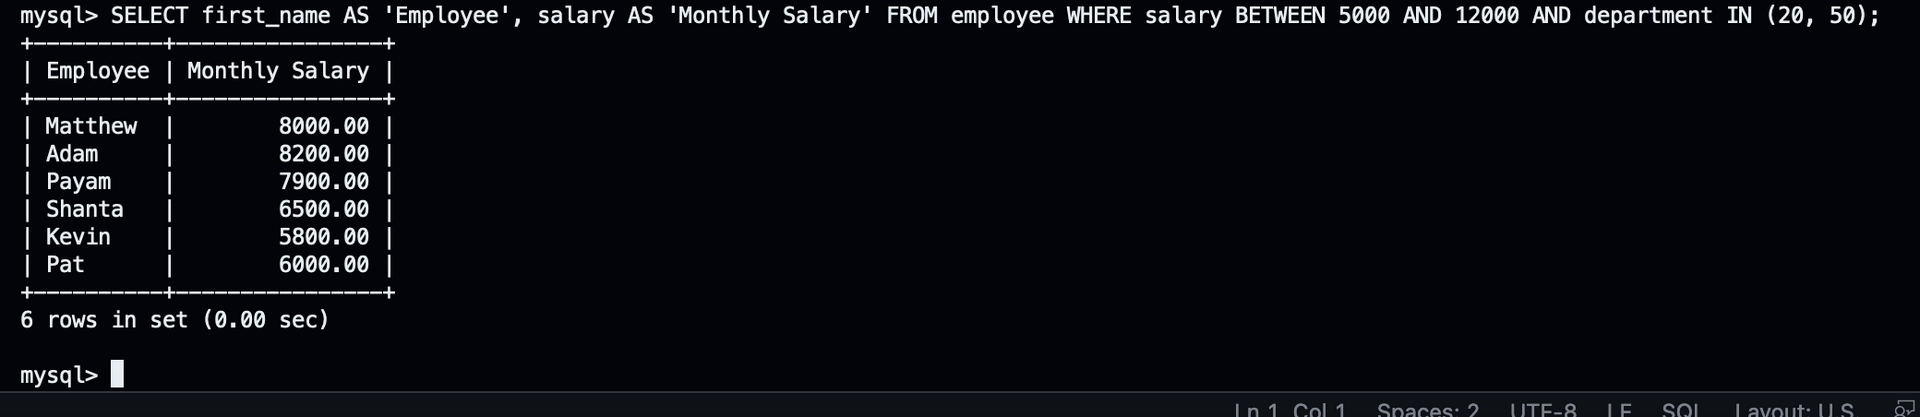 mysql> SELECT first_name AS 'Employee', salary AS 'Monthly Salary' FROM employee WHERE salary BETWEEN 5000 AND 12000 AND department IN (20, 50);
+----------+----------------+
| Employee | Monthly Salary |
+----------+----------------+
| Matthew  |        8000.00 |
| Adam     |        8200.00 |
| Payam    |        7900.00 |
| Shanta   |        6500.00 |
| Kevin    |        5800.00 |
| Pat      |        6000.00 |
+----------+----------------+
6 rows in set (0.00 sec)
mysql>
Ln 1, Col 1 Spaces: 2 UTF-8 LF SQL Layout: U.S.